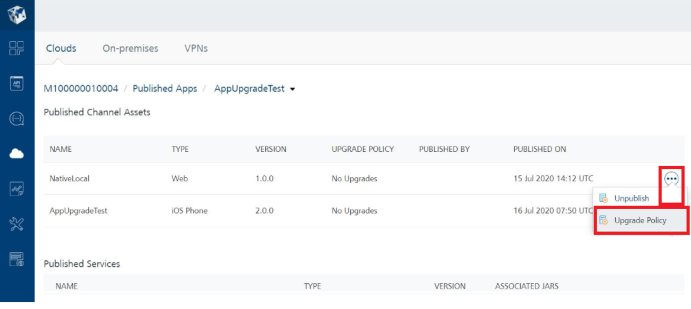 Clouds On-premises VPNs
M100000010004 / Published Apps / AppUpgradeTest
Published Channel Assets
NAME TYPE VERSION UPGRADE POLICY PUBLISHED BY PUBLISHED ON
NativeLocal Web 1.0.0 No Upgrades 15 Jul 2020 14:12 UTC
Unpublish
AppUpgradeTest iOS Phone 2.0.0 No Upgrades 16 Jul 2020 07:50 UTC
Upgrade Policy
Published Services
NAME TYPE VERSION ASSOCIATED JARS